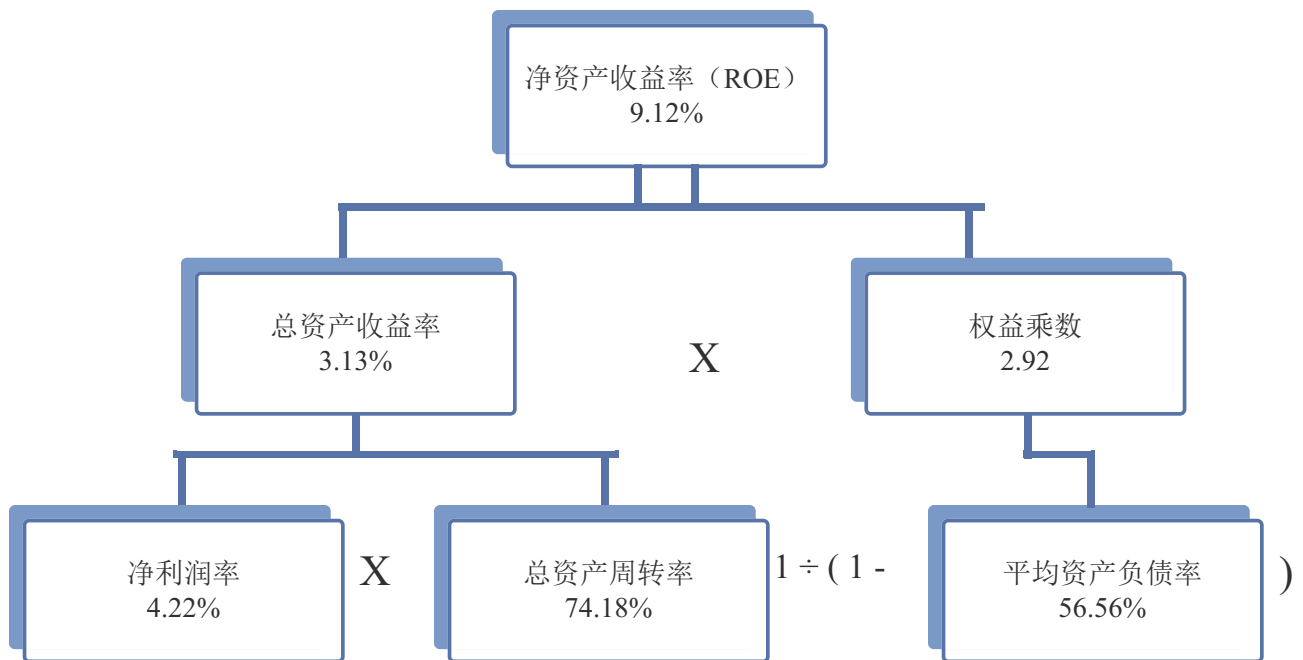 净资产收益率（ROE）
9.12%
总资产收益率
3.13%
X
权益乘数
2.92
净利润率
4.22%
X
总资产周转率
74.18%
1 ÷ ( 1 -
平均资产负债率
56.56%
)